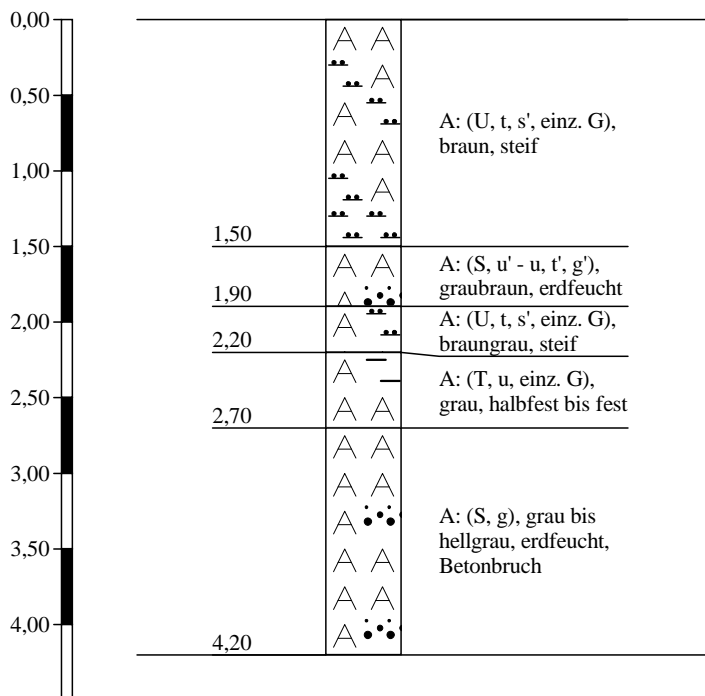 0,00
0,50
1,00
1,50
2,00
2,50
3,00
3,50
4,00
1,50
1,90
2,20
2,70
4,20
A: (U, t, s', einz. G),
braun, steif
A: (S, u' - u, t', g'),
graubraun, erdfeucht
A: (U, t, s', einz. G),
braungrau, steif
A: (T, u, einz. G),
grau, halbfest bis fest
A: (S, g), grau bis
hellgrau, erdfeucht,
Betonbruch